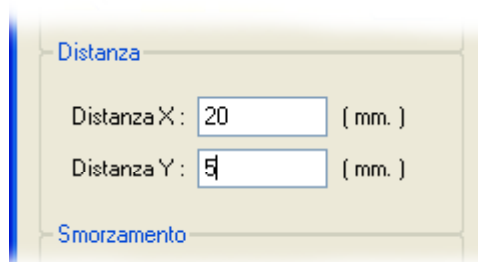 Distanza
Distanza X : 20 ( mm. )
Distanza Y : 5 ( mm. )
Smorzamento